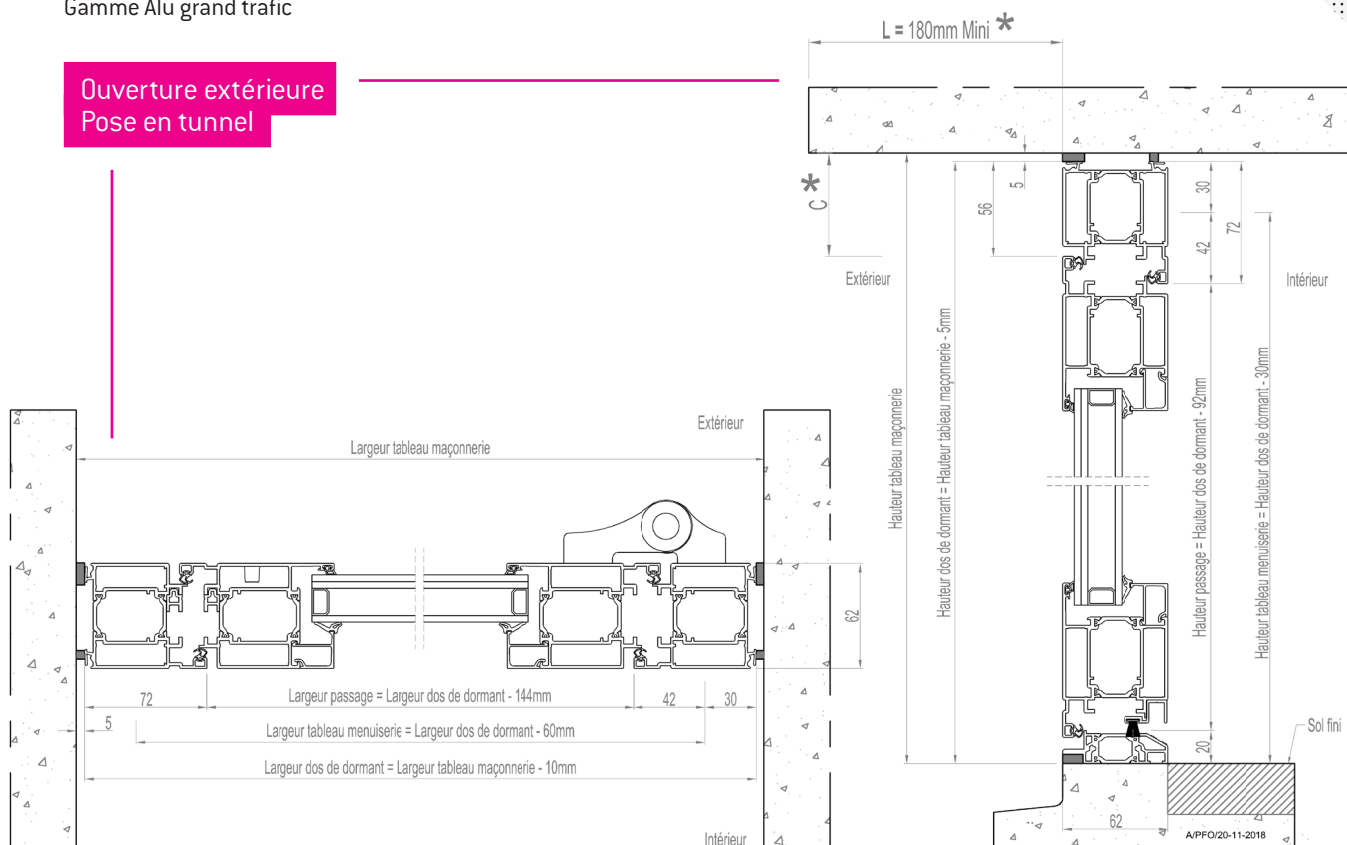 Gamme Alu grand trafic
Ouverture extérieure
Pose en tunnel
L = 180mm Mini *
C *
5
56
30
42
72
Extérieur
Intérieur
Hauteur tableau maçonnerie
Hauteur dos de dormant = Hauteur tableau maçonnerie - 5mm
Hauteur passage = Hauteur dos de dormant - 92mm
Hauteur tableau menuiserie = Hauteur dos de dormant - 30mm
20
Sol fini
62
A/PFO/20-11-2018
Extérieur
Largeur tableau maçonnerie
62
72
Largeur passage = Largeur dos de dormant - 144mm
42
30
5
Largeur tableau menuiserie = Largeur dos de dormant - 60mm
Largeur dos de dormant = Largeur tableau maçonnerie - 10mm
Intérieur